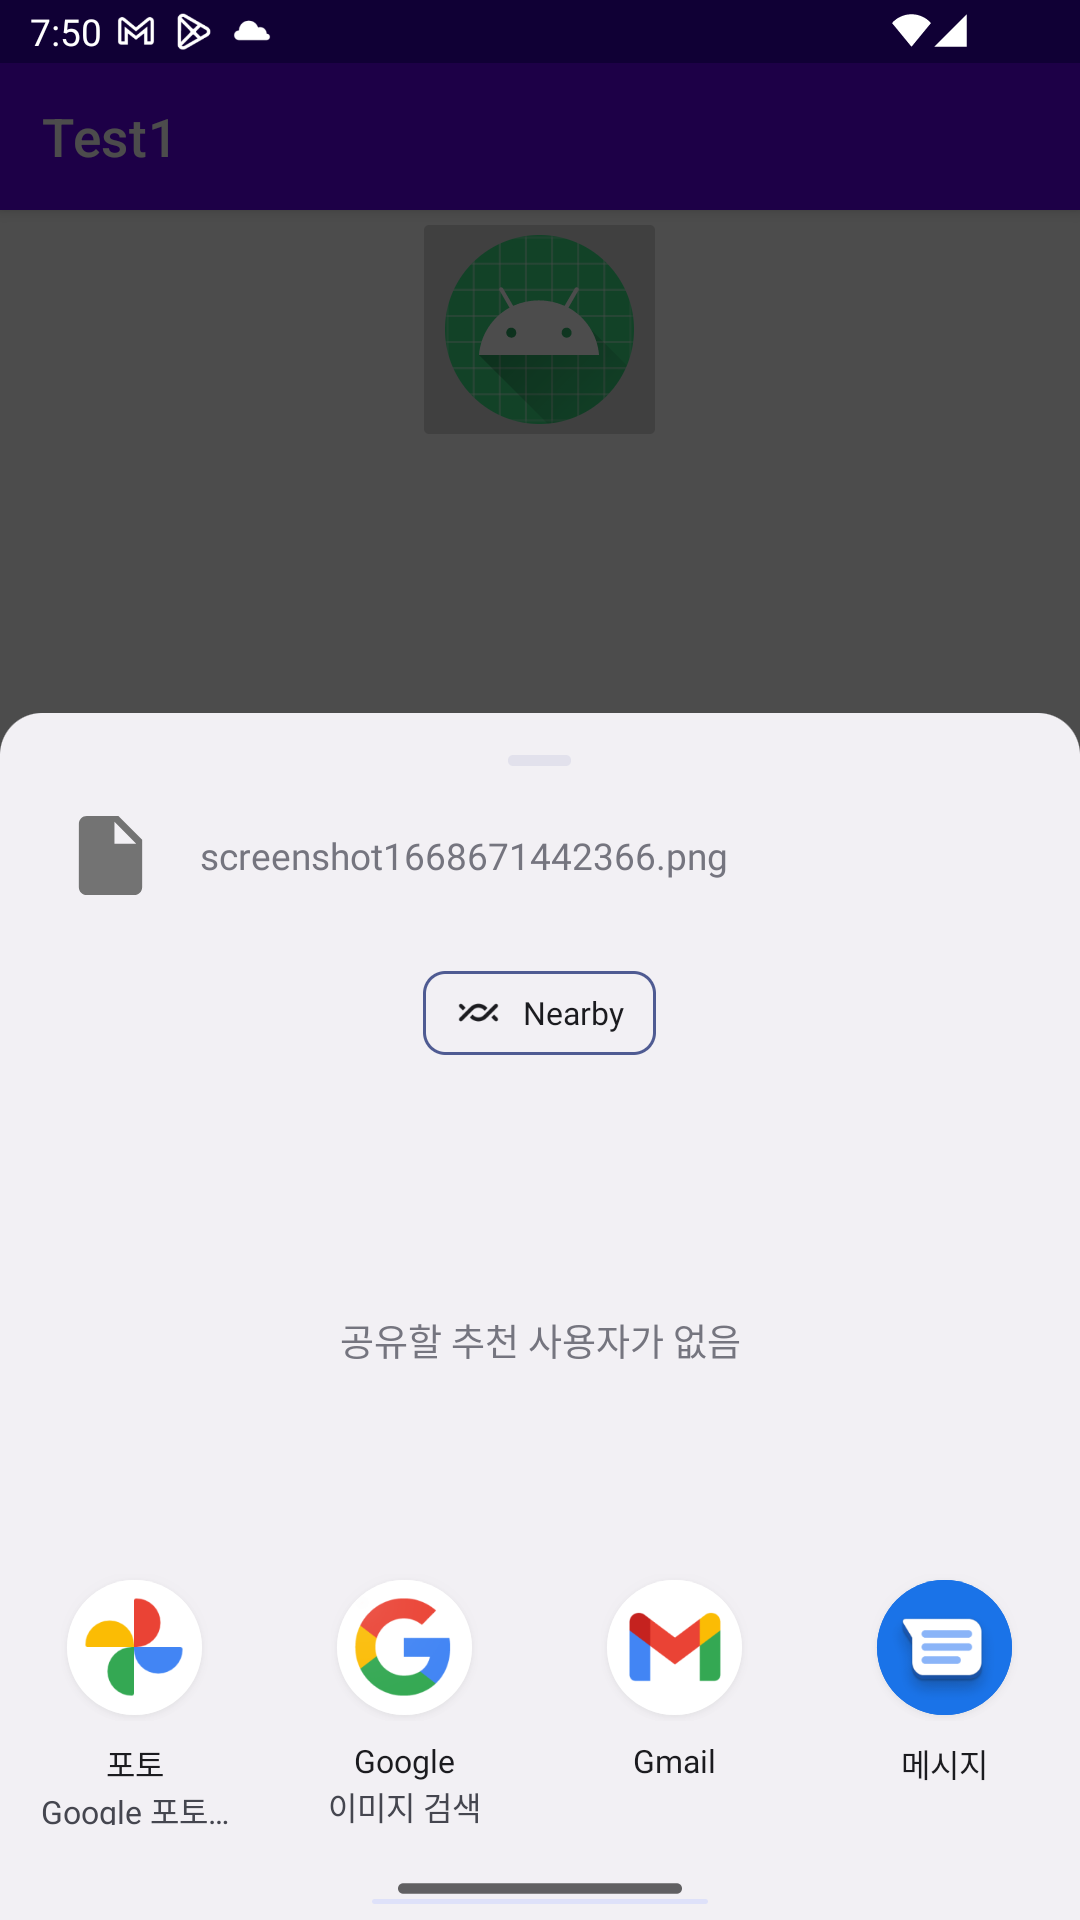 7:50
Test1
screenshot1668671442366.png
Nearby
공유할 추천 사용자가 없음
포토
Google 포토…
Google
이미지 검색
Gmail
메시지